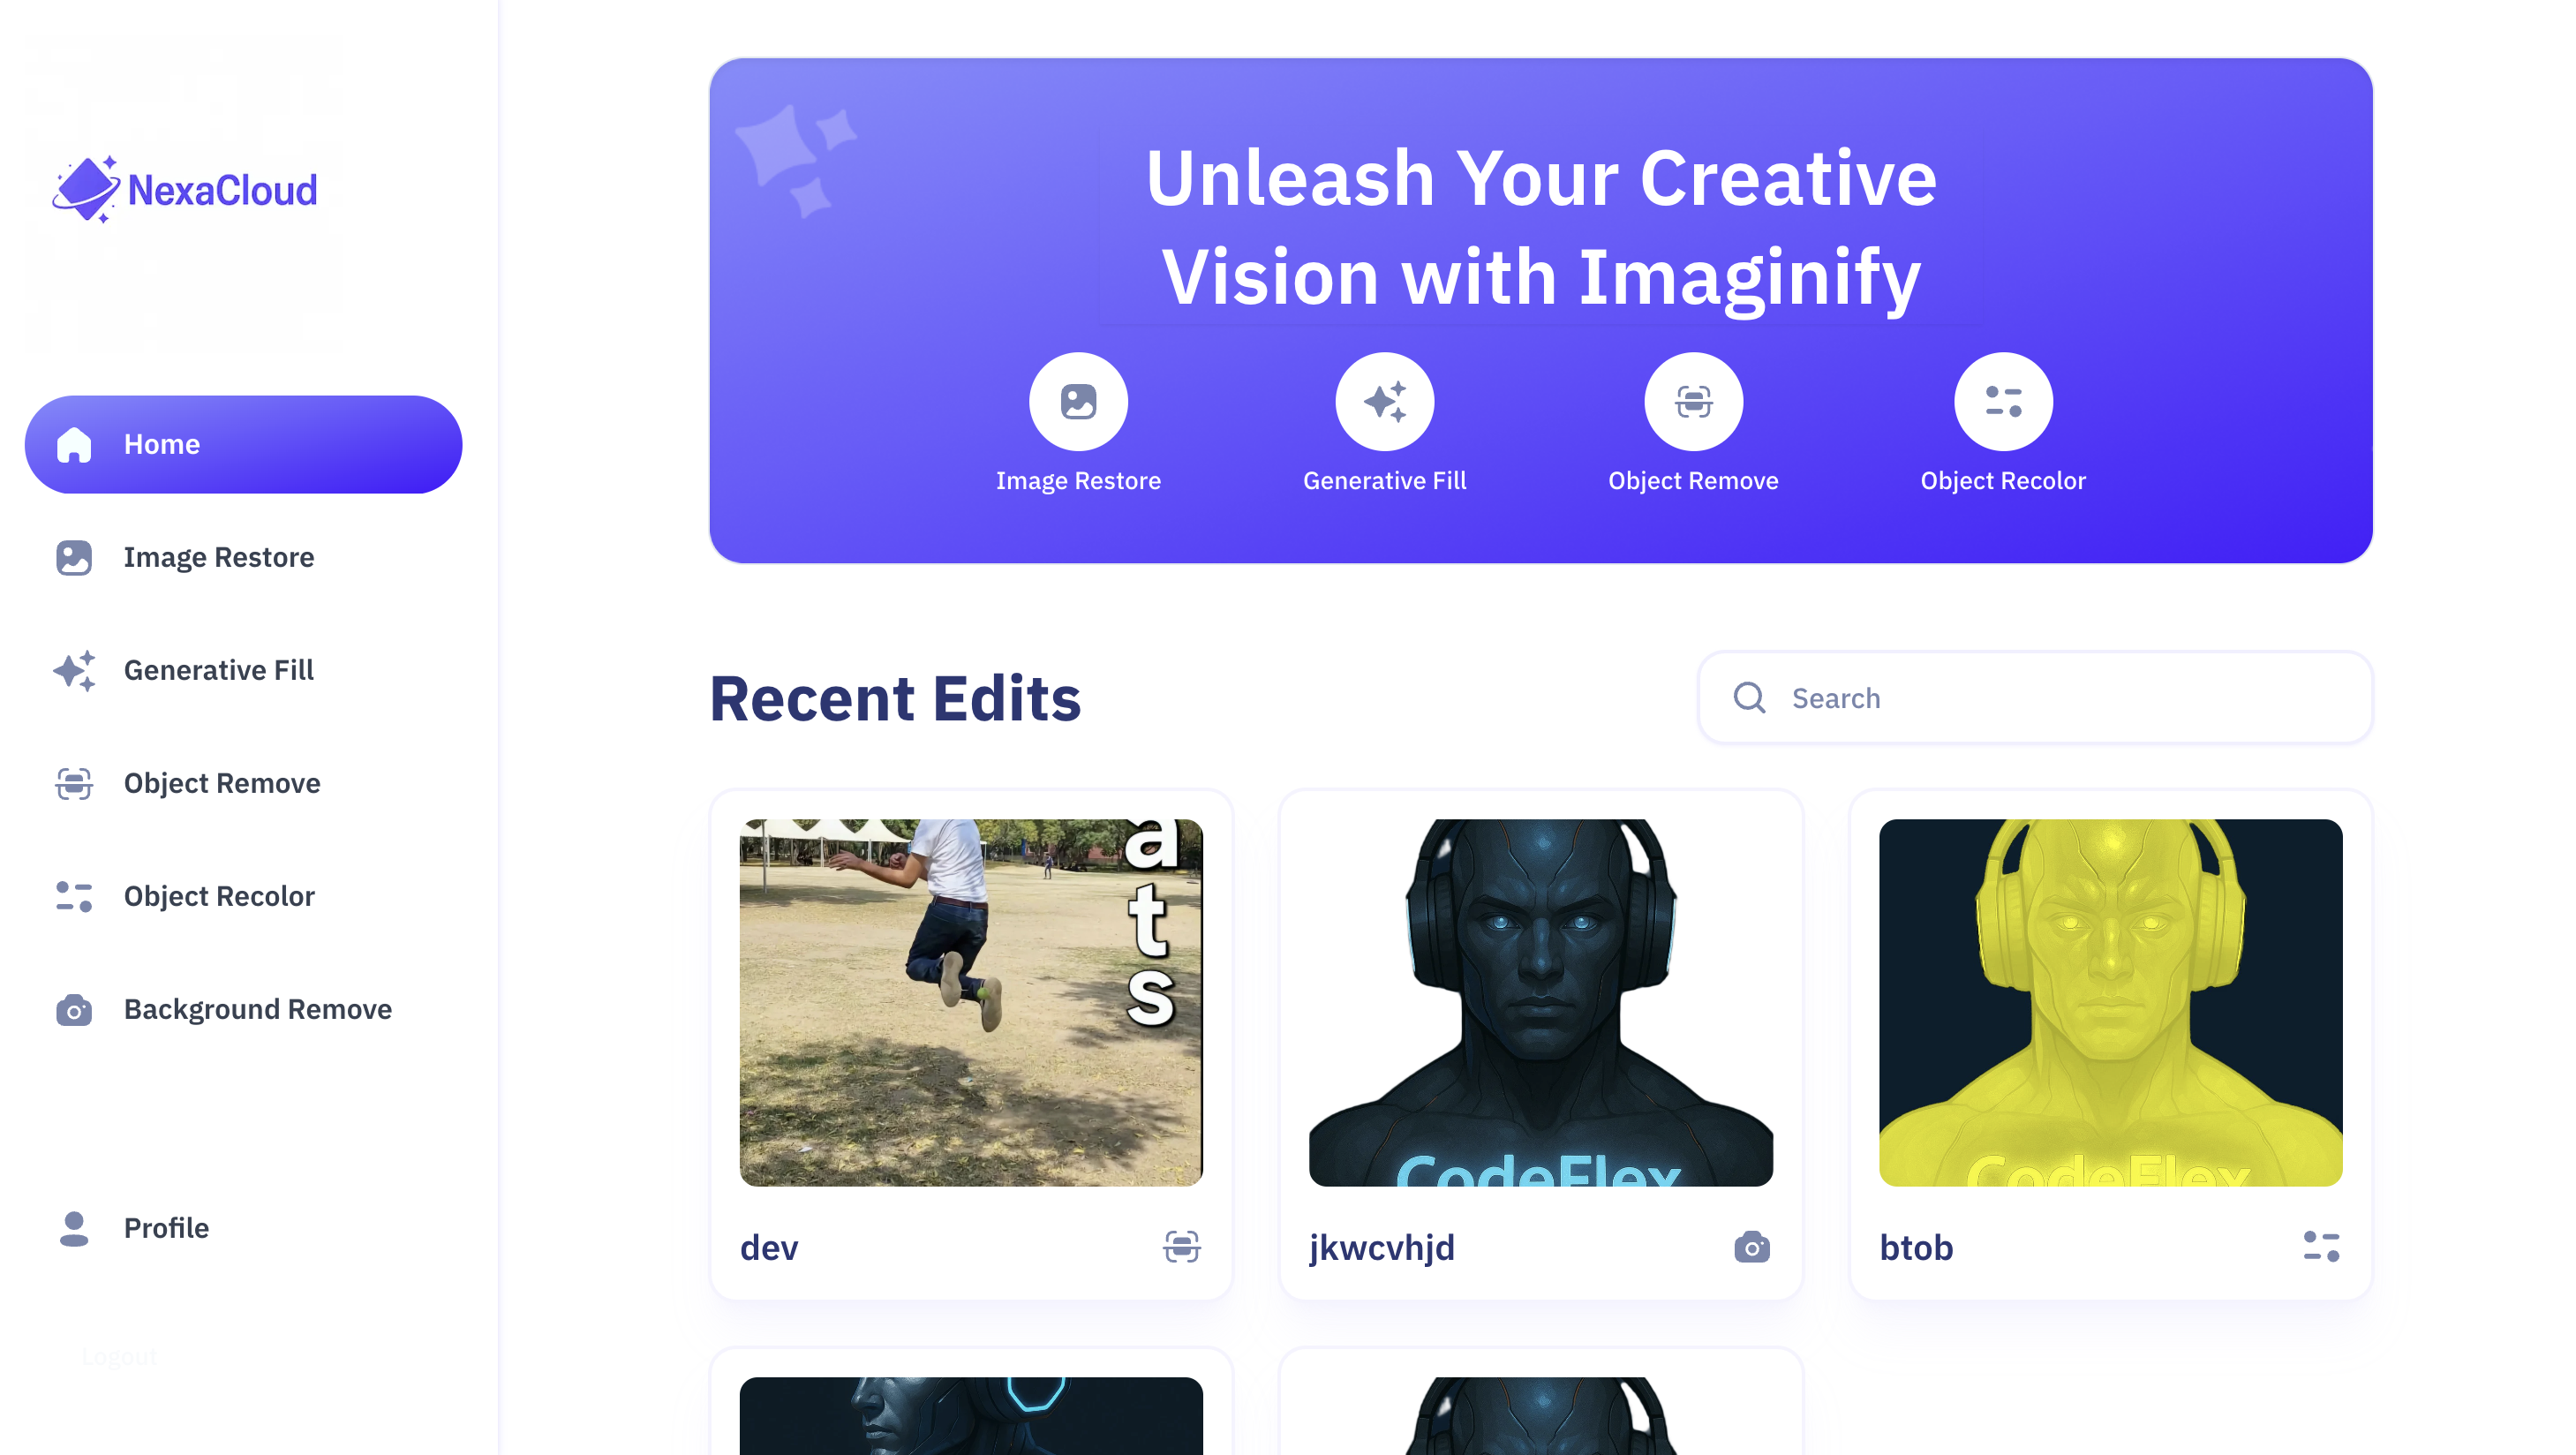 NexaCloud
Home
Image Restore
Generative Fill
Object Remove
Object Recolor
Background Remove
Profile
Logout
Unleash Your Creative
Vision with Imaginify
Image Restore
Generative Fill
Object Remove
Object Recolor
Recent Edits
Search
a
t
s
CodeFlex
CodeFlex
dev
jkwcvhjd
btob